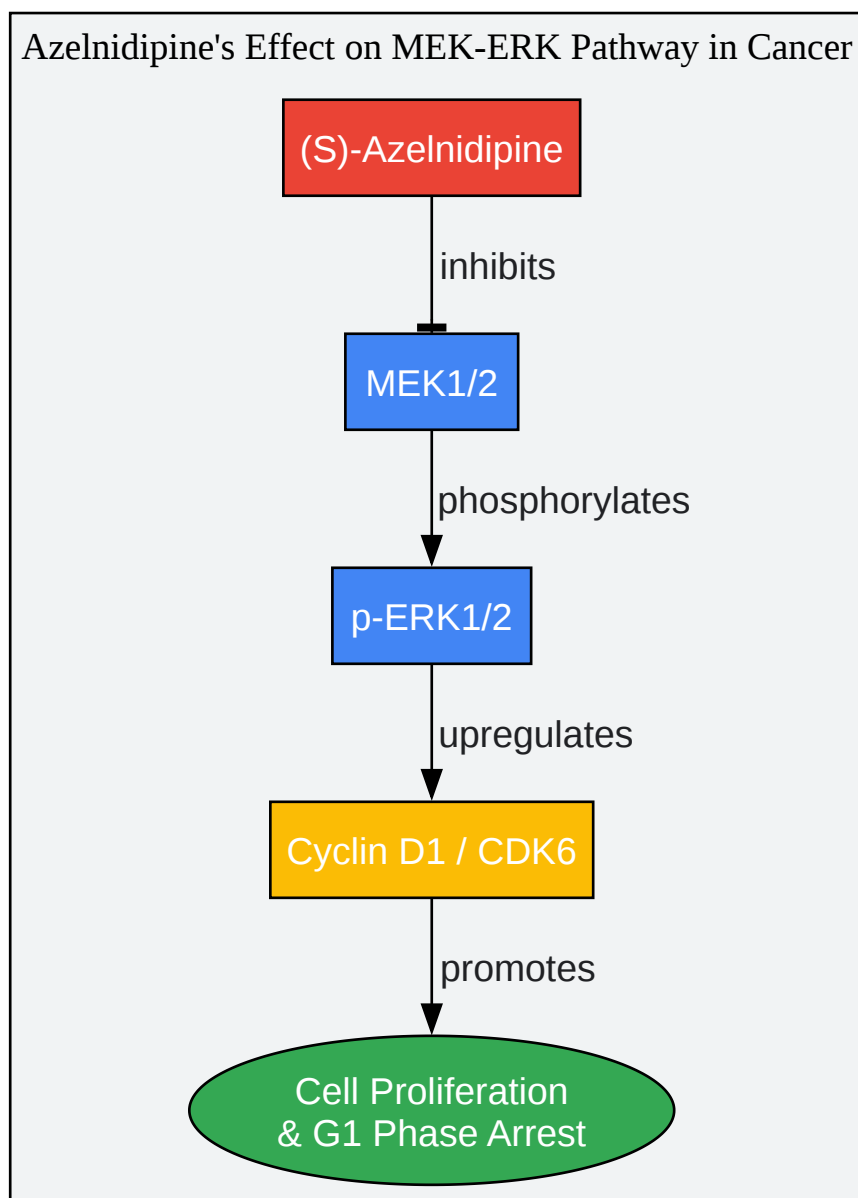 Azelnidipine's Effect on MEK-ERK Pathway in Cancer
(S)-Azelnidipine
inhibits
MEK1/2
phosphorylates
p-ERK1/2
upregulates
Cyclin D1 / CDK6
promotes
Cell Proliferation
& G1 Phase Arrest